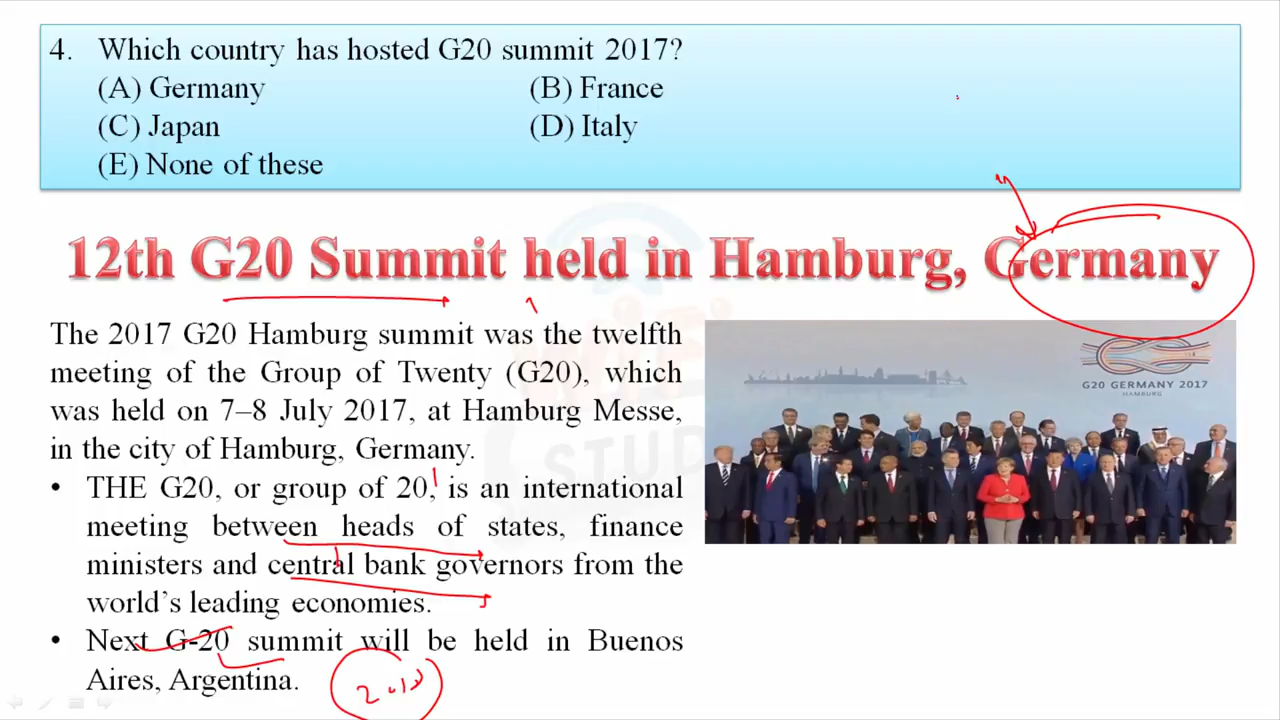 4. Which country has hosted G20 summit 2017?
(A) Germany (B) France
(C) Japan (D) Italy
(E) None of these
12th G20 Summit held in Hamburg, Germany
The 2017 G20 Hamburg summit was the twelfth
meeting of the Group of Twenty (G20), which
was held on 7–8 July 2017, at Hamburg Messe,
in the city of Hamburg, Germany.
• THE G20, or group of 20, is an international
meeting between heads of states, finance
ministers and central bank governors from the
world's leading economies.
• Next G-20 summit will be held in Buenos
Aires, Argentina.
2018
G20 GERMANY 2017
HAMBURG
STUDY